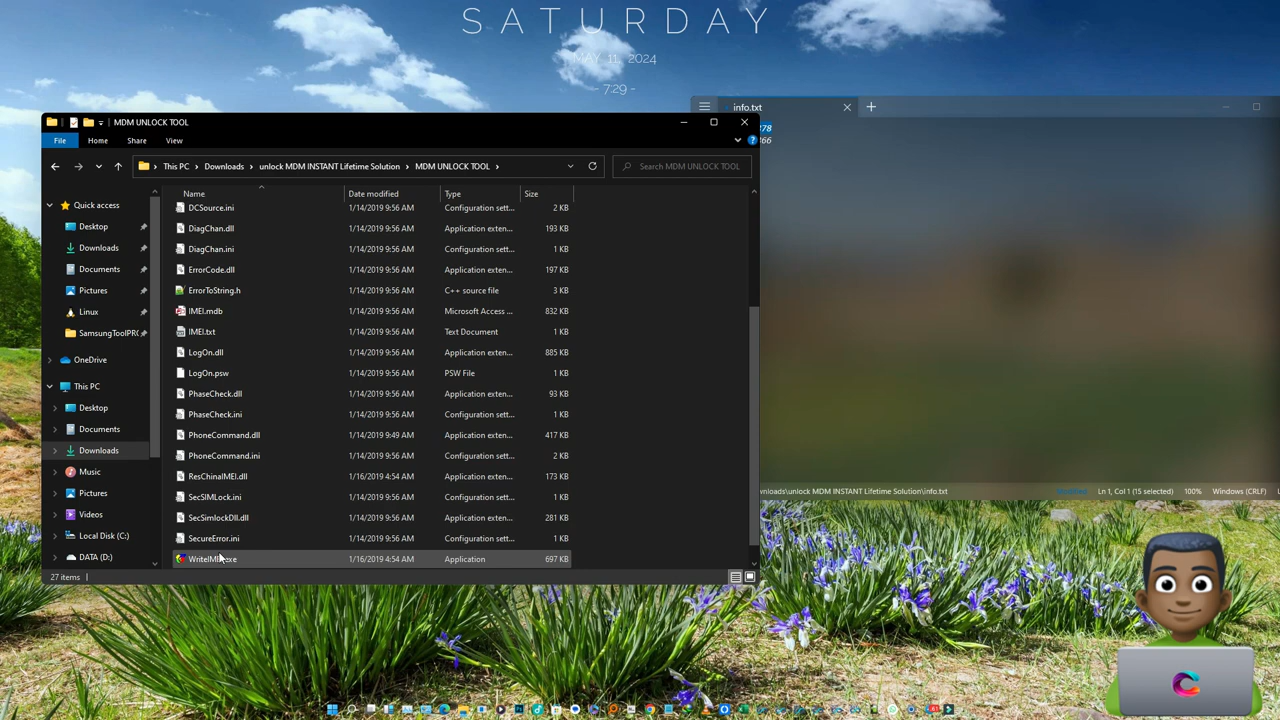 SATURDAY
MAY 11, 2024
- 7:29 -
info.txt
MDM UNLOCK TOOL
File Home Share View
This PC > Downloads > unlock MDM INSTANT Lifetime Solution > MDM UNLOCK TOOL >
Search MDM UNLOCK TOOL
Name Date modified Type Size
Quick access
Desktop
Downloads
Documents
Pictures
Linux
SamsungToolPR
OneDrive
This PC
Desktop
Documents
Downloads
Music
Pictures
Videos
Local Disk (C:)
DATA (D:)
DCSource.ini 1/14/2019 9:56 AM Configuration sett... 2 KB
DiagChan.dll 1/14/2019 9:56 AM Application exten... 193 KB
DiagChan.ini 1/14/2019 9:56 AM Configuration sett... 1 KB
ErrorCode.dll 1/14/2019 9:56 AM Application exten... 197 KB
ErrorToString.h 1/14/2019 9:56 AM C++ source file 3 KB
IMEI.mdb 1/14/2019 9:56 AM Microsoft Access ... 832 KB
IMEI.txt 1/14/2019 9:56 AM Text Document 1 KB
LogOn.dll 1/14/2019 9:56 AM Application exten... 885 KB
LogOn.psw 1/14/2019 9:56 AM PSW File 1 KB
PhaseCheck.dll 1/14/2019 9:56 AM Application exten... 93 KB
PhaseCheck.ini 1/14/2019 9:56 AM Configuration sett... 1 KB
PhoneCommand.dll 1/14/2019 9:49 AM Application exten... 417 KB
PhoneCommand.ini 1/14/2019 9:56 AM Configuration sett... 2 KB
ResChinaIMEI.dll 1/16/2019 4:54 AM Application exten... 173 KB
SecSIMLock.ini 1/14/2019 9:56 AM Configuration sett... 1 KB
SecSimlockDll.dll 1/14/2019 9:56 AM Application exten... 281 KB
SecureError.ini 1/14/2019 9:56 AM Configuration sett... 1 KB
1/16/2019 4:54 AM Application 697 KB
27 items
78
66
wnloads\unlock MDM INSTANT Lifetime Solution\info.txt Modified Ln 1, Col 1 (15 selected) 100% Windows (CRLF)